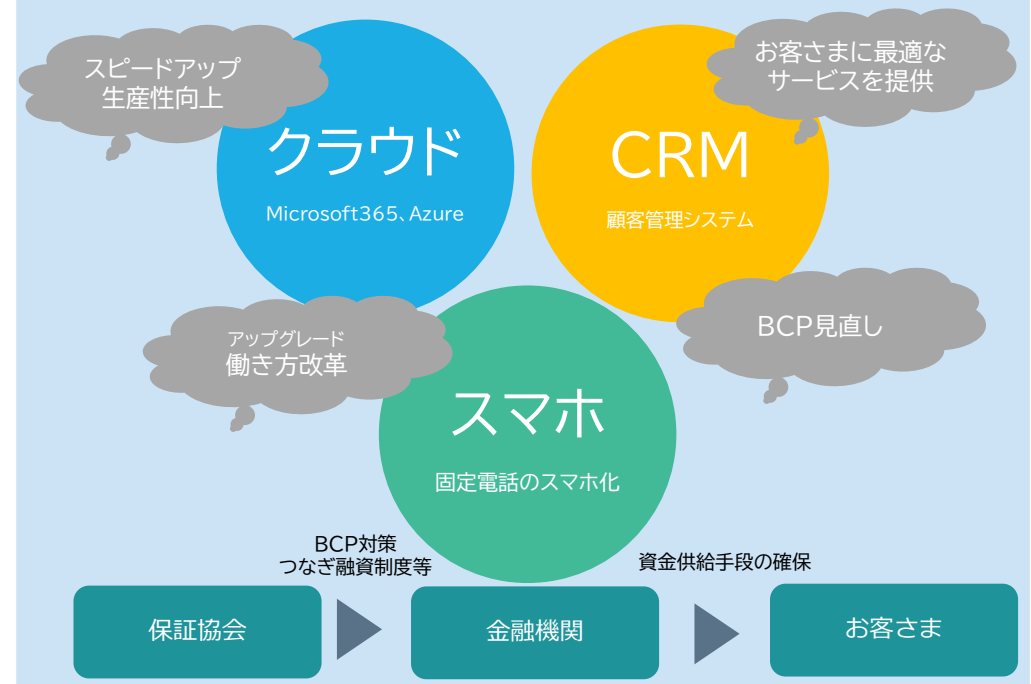 スピードアップ
生産性向上
お客さまに最適な
サービスを提供
クラウド
Microsoft365、Azure
CRM
顧客管理システム
アップグレード
働き方改革
BCP見直し
スマホ
固定電話のスマホ化
BCP対策
つなぎ融資制度等
資金供給手段の確保
保証協会
金融機関
お客さま